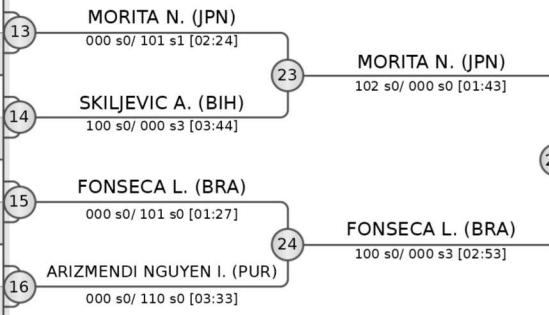 MORITA N. (JPN)
13
000 s0/ 101 s1 [02:24]
23
MORITA N. (JPN)
102 s0/ 000 s0 [01:43]
SKILJEVIC A. (BIH)
14
100 s0/ 000 s3 [03:44]
FONSECA L. (BRA)
15
000 s0/ 101 s0 [01:27]
24
FONSECA L. (BRA)
100 s0/ 000 s3 [02:53]
ARIZMENDI NGUYEN I. (PUR)
16
000 s0/ 110 s0 [03:33]